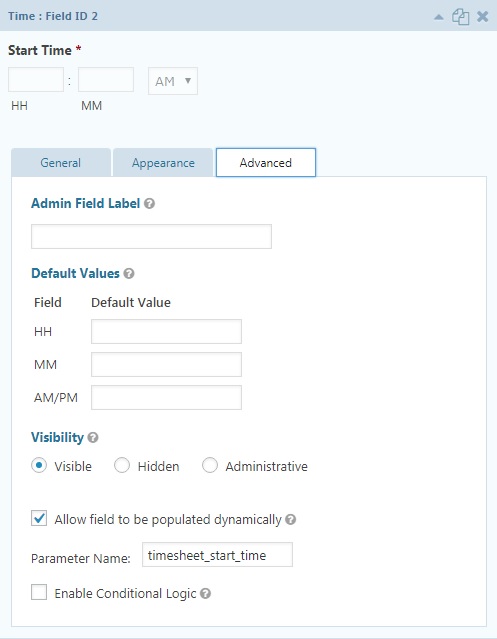 Time : Field ID 2
Start Time *
:
AM
HH MM
General Appearance Advanced
Admin Field Label
Default Values
Field Default Value
HH
MM
AM/PM
Visibility
Visible Hidden Administrative
Allow field to be populated dynamically
Parameter Name: timesheet_start_time
Enable Conditional Logic